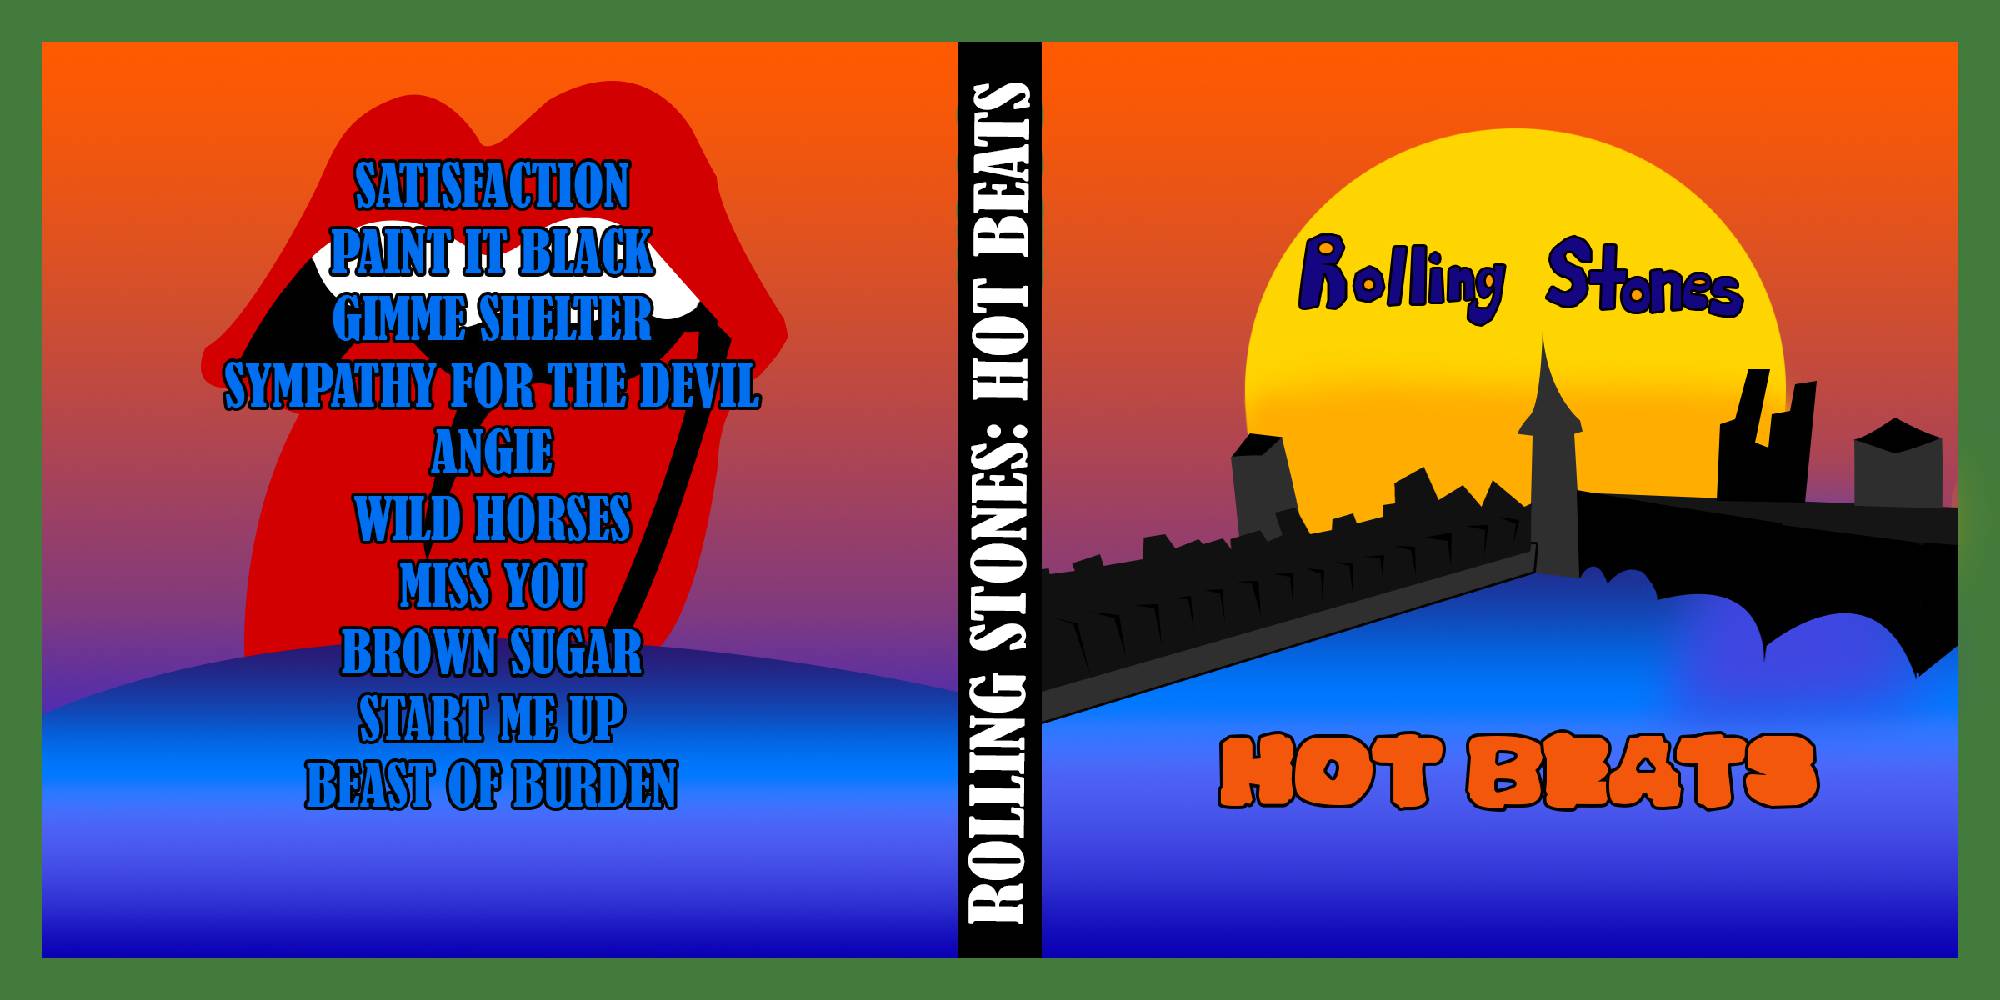 SATISFACTION
PAINT IT BLACK
GIMME SHELTER
SYMPATHY FOR THE DEVIL
ANGIE
WILD HORSES
MISS YOU
BROWN SUGAR
START ME UP
BEAST OF BURDEN
ROLLING STONES: HOT BEATS
Rolling Stones
HOT BEATS